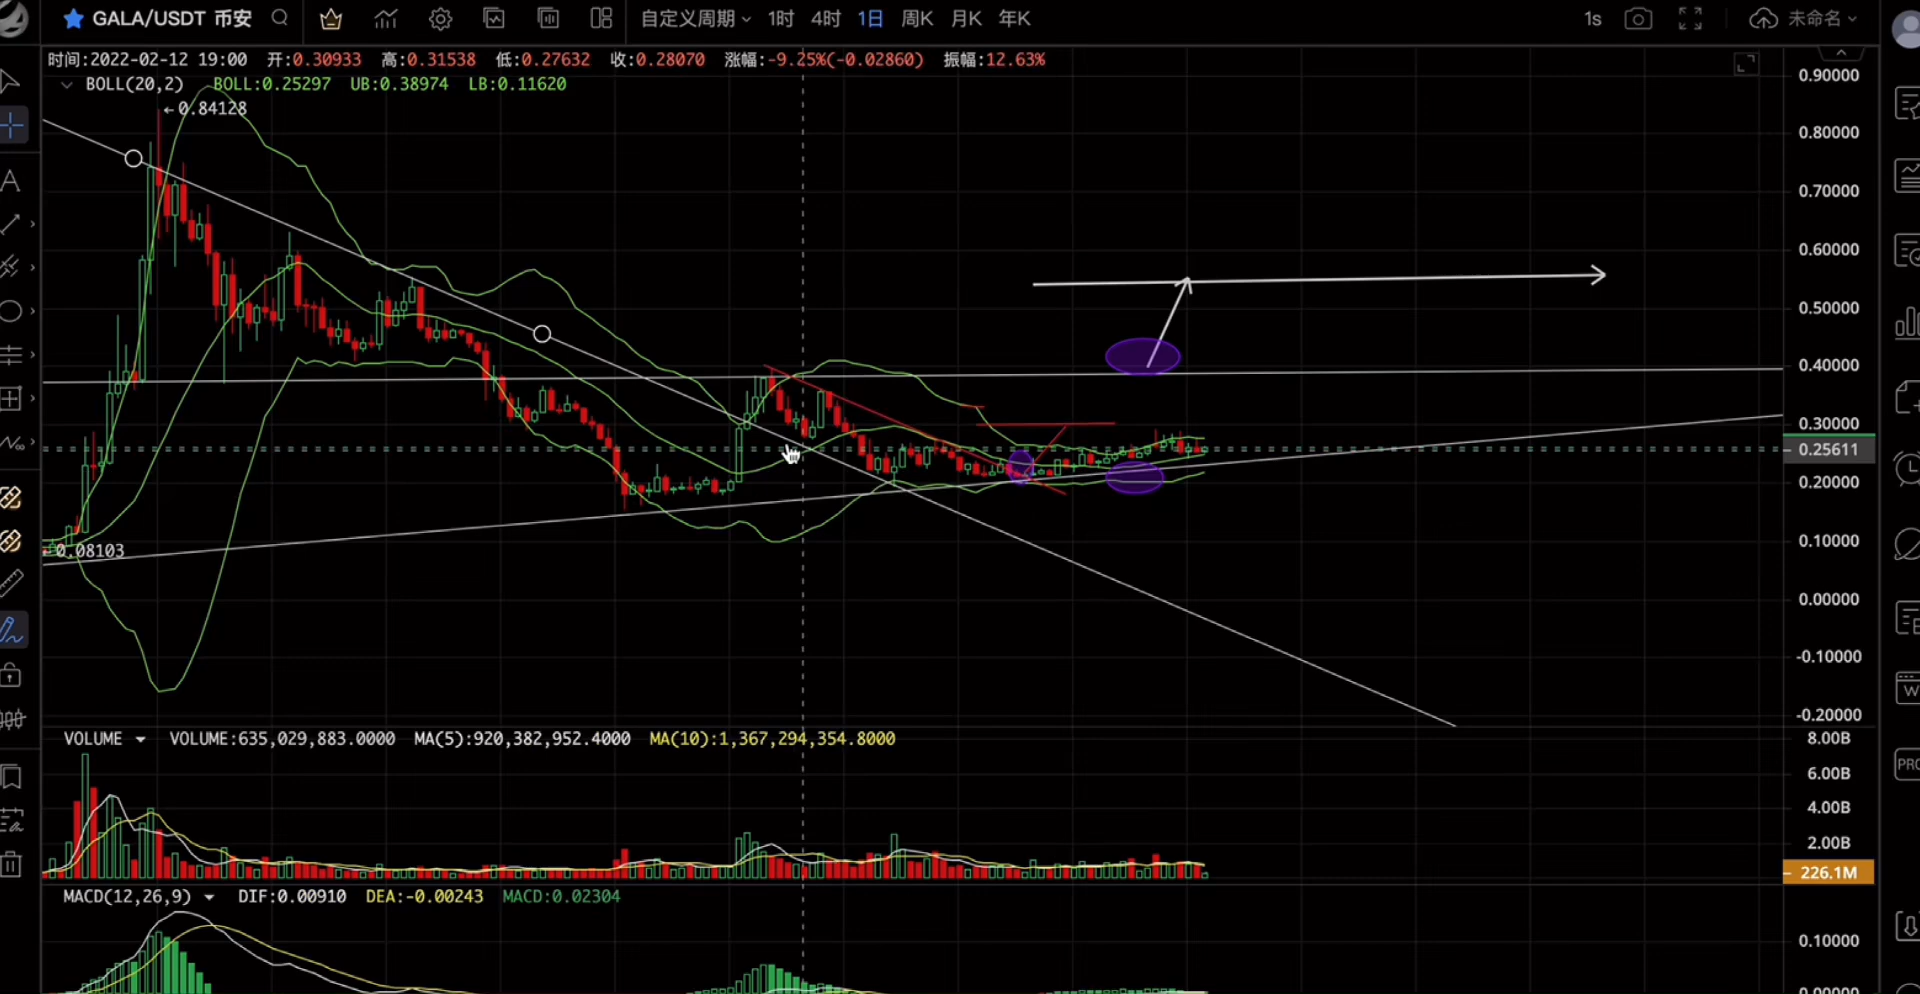 GALA/USDT 币安 自定义周期 1时 4时 1日 周K 月K 年K 1s 未命名
时间:2022-02-12 19:00 开:0.30933 高:0.31538 低:0.27632 收:0.28070 涨幅:-9.25%(-0.02860) 振幅:12.63%
BOLL(20,2) BOLL:0.25297 UB:0.38974 LB:0.11620
←0.84128
0.90000
0.80000
0.70000
0.60000
0.50000
0.40000
0.30000
0.25611
0.20000
0.10000
0.08103
0.00000
-0.10000
-0.20000
VOLUME VOLUME:635,029,883.0000 MA(5):920,382,952.4000 MA(10):1,367,294,354.8000
8.00B
6.00B
4.00B
2.00B
226.1M
MACD(12,26,9) DIF:0.00910 DEA:-0.00243 MACD:0.02304
0.10000
0.00000